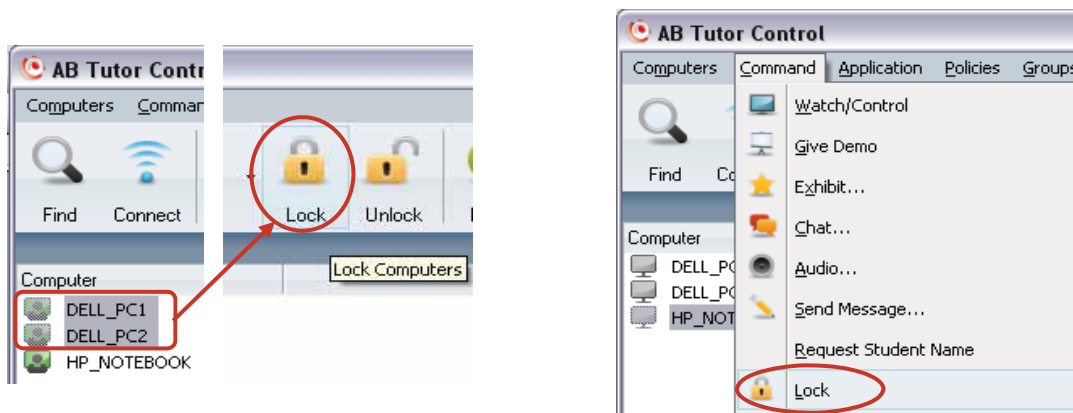 AB Tutor Contr
Computers Comman
Find Connect Lock Unlock
Lock Computers
Computer
DELL_PC1
DELL_PC2
HP_NOTEBOOK
AB Tutor Control
Computers Command Application Policies Groups
Watch/Control
Give Demo
Find Co
Exhibit...
Computer
Chat...
DELL_PC
Audio...
DELL_PC
Send Message...
HP_NOT
Request Student Name
Lock